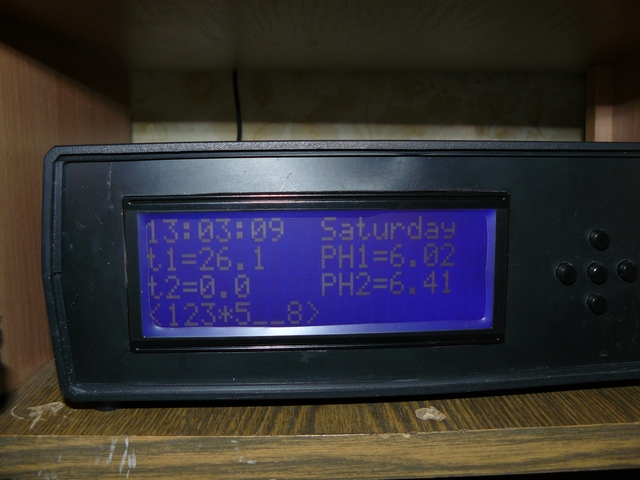 13:03:09 Saturday
t1=26.1 PH1=6.02
t2=0.0 PH2=6.41
<123*5__8>